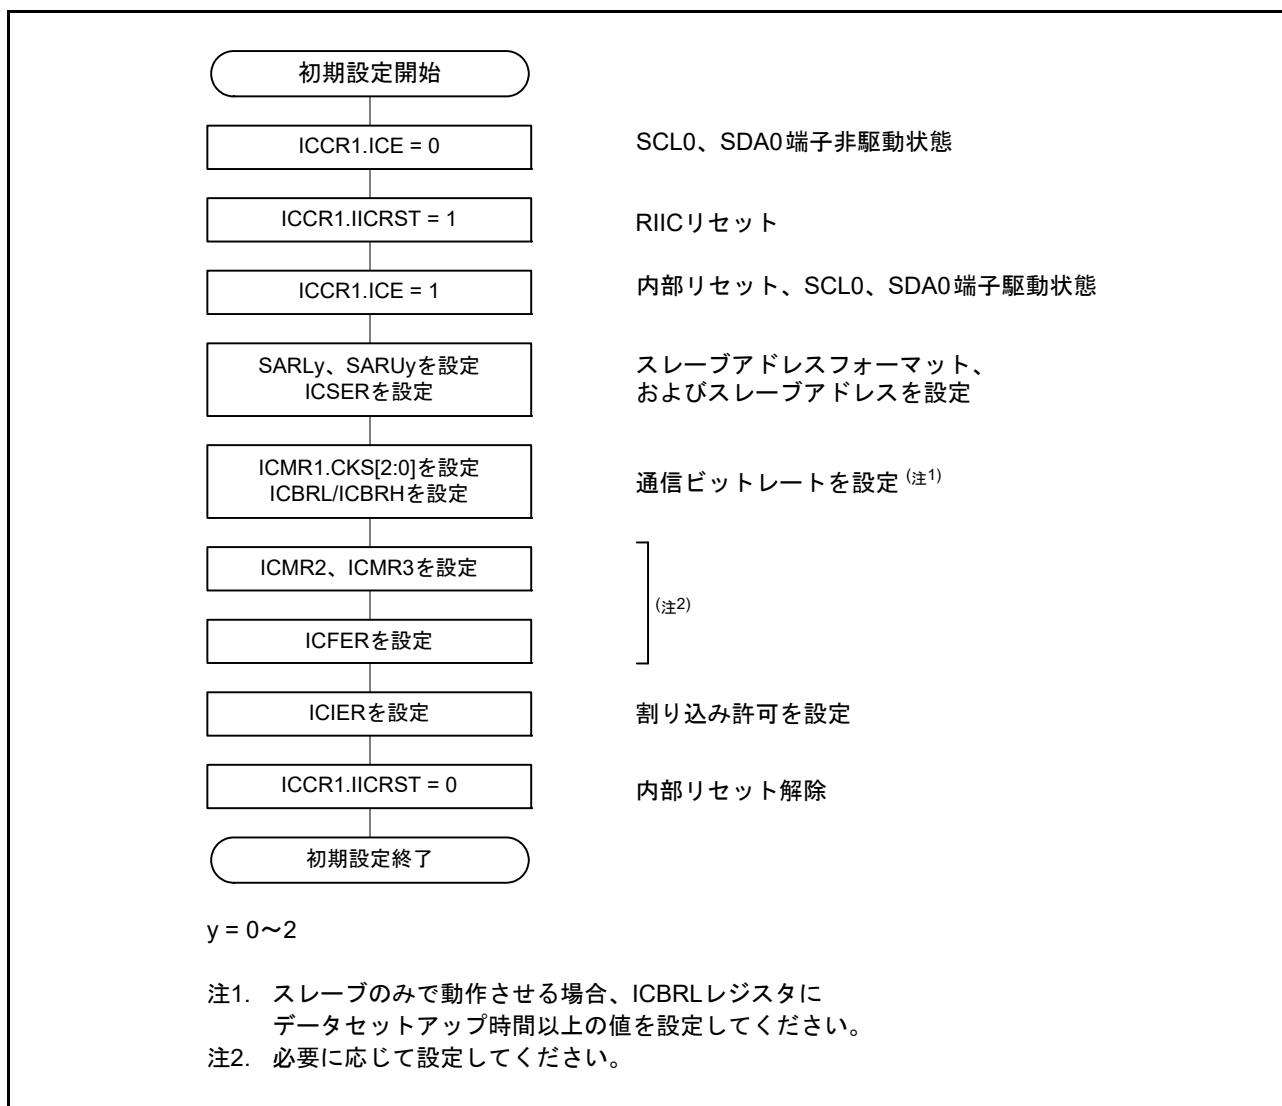 初期設定開始
ICCR1.ICE = 0
SCL0、SDA0端子非駆動状態
ICCR1.IICRST = 1
RIICリセット
ICCR1.ICE = 1
内部リセット、SCL0、SDA0端子駆動状態
SARLy、SARUyを設定
ICSERを設定
スレーブアドレスフォーマット、
およびスレーブアドレスを設定
ICMR1.CKS[2:0]を設定
ICBRL/ICBRHを設定
通信ビットレートを設定 (注1)
ICMR2、ICMR3を設定
(注2)
ICFERを設定
ICIERを設定
割り込み許可を設定
ICCR1.IICRST = 0
内部リセット解除
初期設定終了
y = 0～2
注1. スレーブのみで動作させる場合、ICBRLレジスタに
データセットアップ時間以上の値を設定してください。
注2. 必要に応じて設定してください。